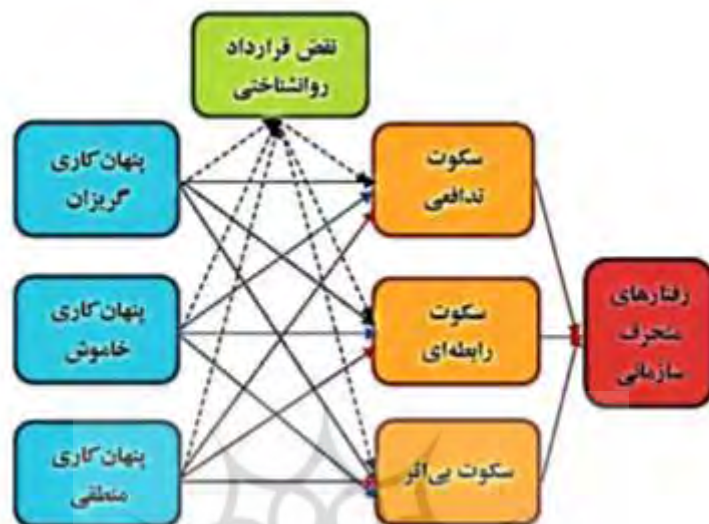 نقض قرارداد
روانشناختی
پنهان‌کاری
گریزان
سکوت
تدافعی
پنهان‌کاری
خاموش
سکوت
رابطه‌ای
رفتارهای
منحرف
سازمانی
پنهان‌کاری
منطقی
سکوت بی‌اثر